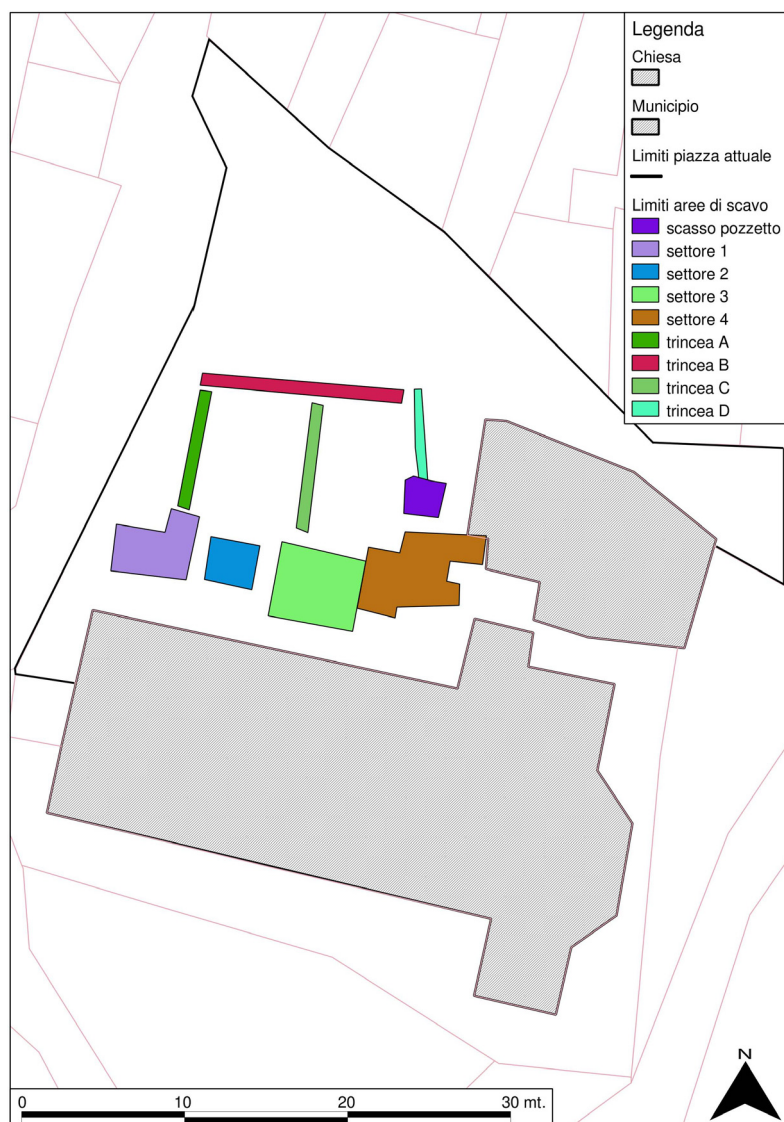 Legenda
Chiesa
Municipio
Limiti piazza attuale
Limiti aree di scavo
scasso pozzetto
settore 1
settore 2
settore 3
settore 4
trincea A
trincea B
trincea C
trincea D
N
0 10 20 30 mt.